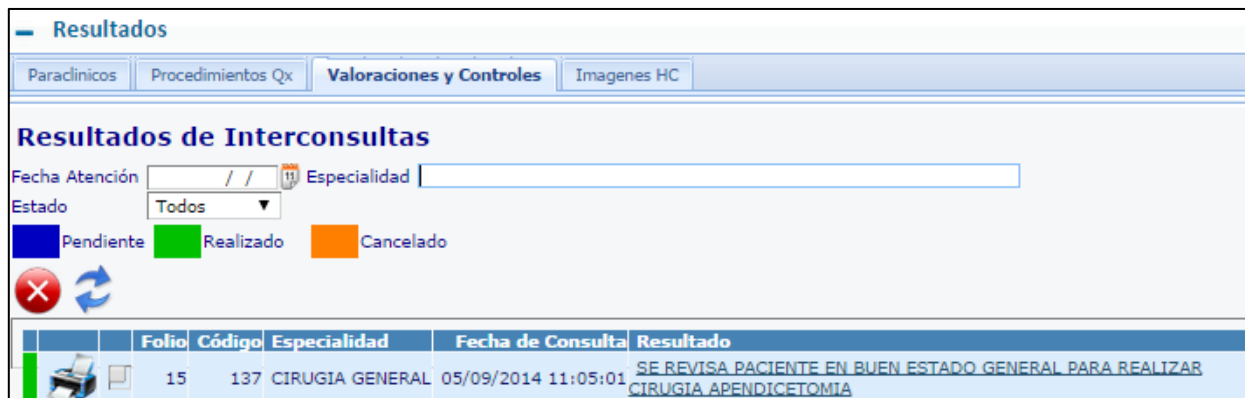 Resultados
Paraclinicos Procedimientos Qx Valoraciones y Controles Imagenes HC
Resultados de Interconsultas
Fecha Atención / / 11 Especialidad
Estado Todos
Pendiente Realizado Cancelado
Folio Código Especialidad Fecha de Consulta Resultado
15 137 CIRUGIA GENERAL 05/09/2014 11:05:01 SE REVISA PACIENTE EN BUEN ESTADO GENERAL PARA REALIZAR
CIRUGIA APENDICETOMIA